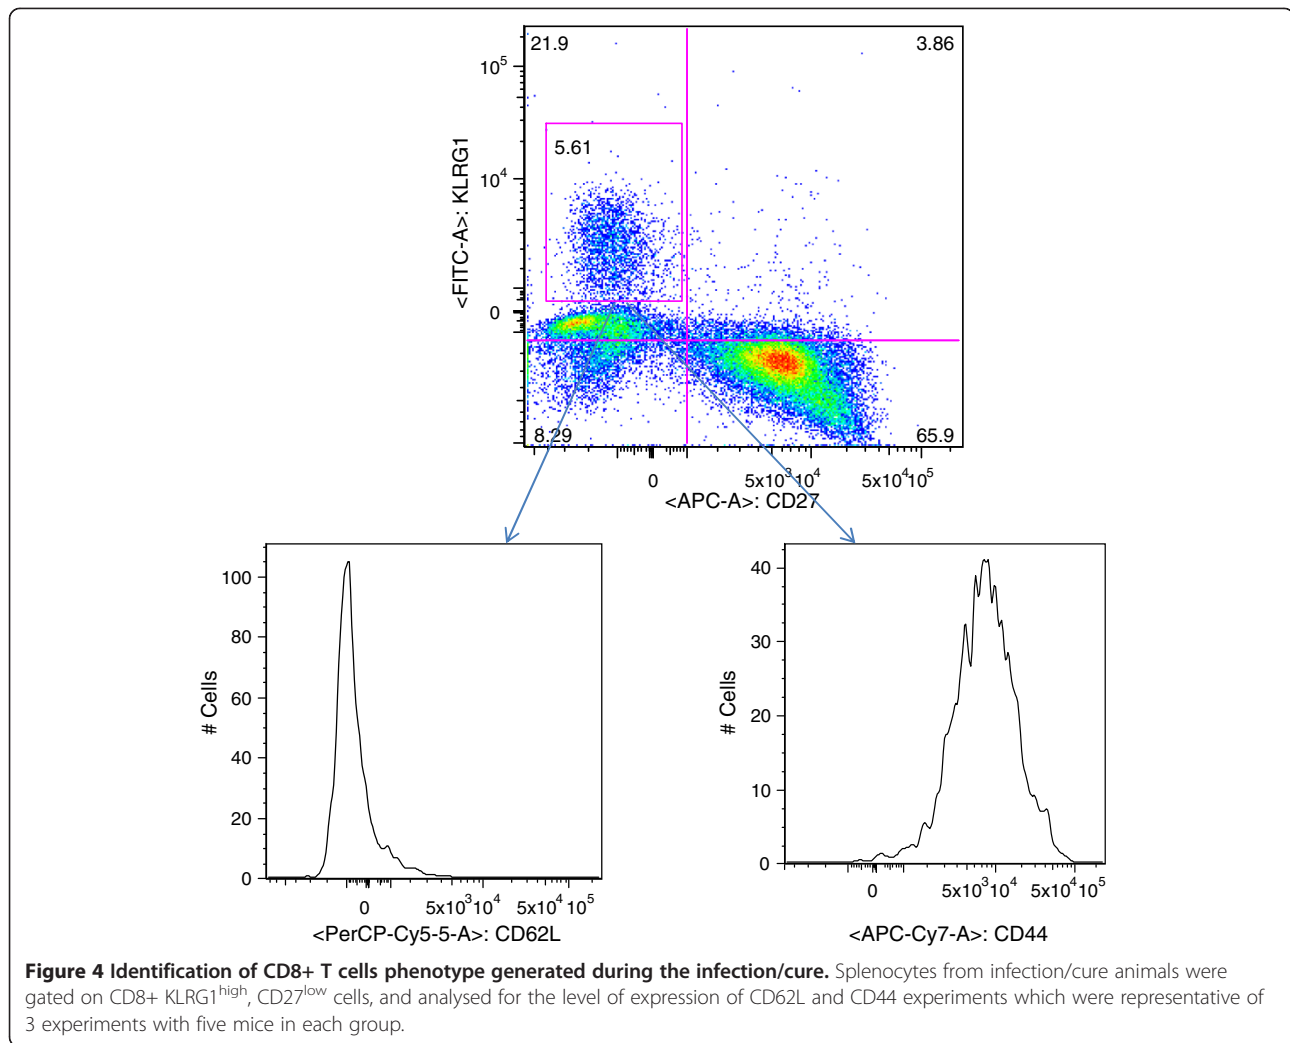 21.9
3.86
10^5
5.61
10^4
0
<FITC-A>: KLRG1
8.29
65.9
0
5x10^3 10^4
5x10^4 10^5
<APC-A>: CD27
100
80
60
40
20
0
# Cells
0
5x10^3 10^4
5x10^4 10^5
<PerCP-Cy5-5-A>: CD62L
40
30
20
10
0
# Cells
0
5x10^3 10^4
5x10^4 10^5
<APC-Cy7-A>: CD44
Figure 4 Identification of CD8+ T cells phenotype generated during the infection/cure. Splenocytes from infection/cure animals were
gated on CD8+ KLRG1^high, CD27^low cells, and analysed for the level of expression of CD62L and CD44 experiments which were representative of
3 experiments with five mice in each group.